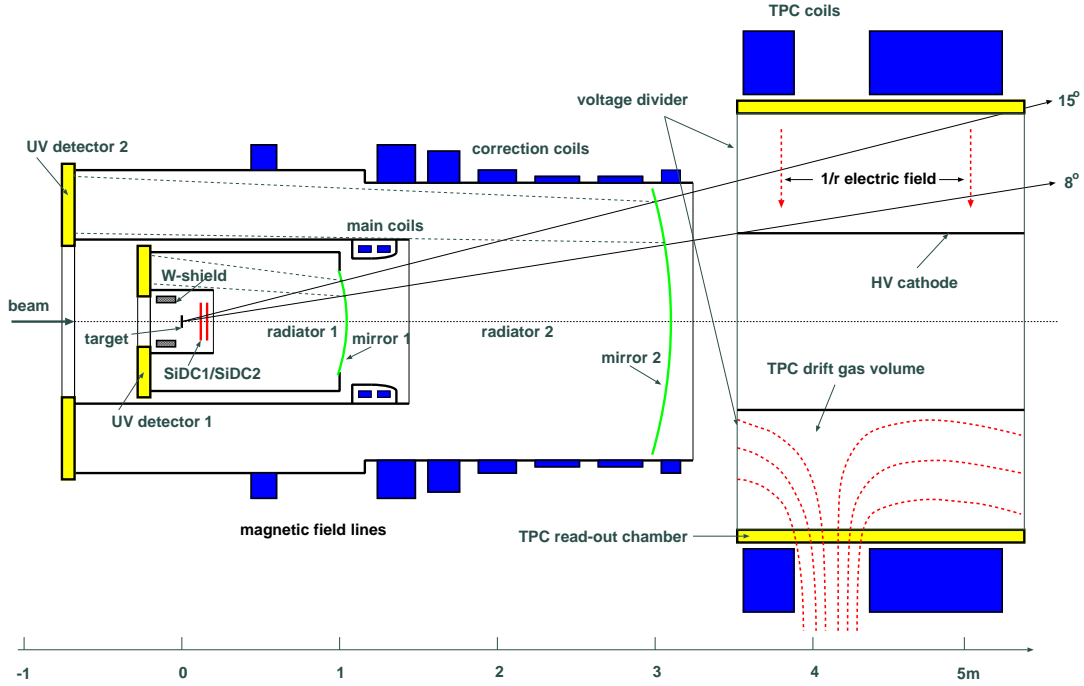 TPC coils
voltage divider
15°
UV detector 2
correction coils
1/r electric field
8°
main coils
W-shield
HV cathode
beam
target
radiator 1
radiator 2
mirror 1
mirror 2
SiDC1/SiDC2
TPC drift gas volume
UV detector 1
magnetic field lines
TPC read-out chamber
-1
0
1
2
3
4
5m